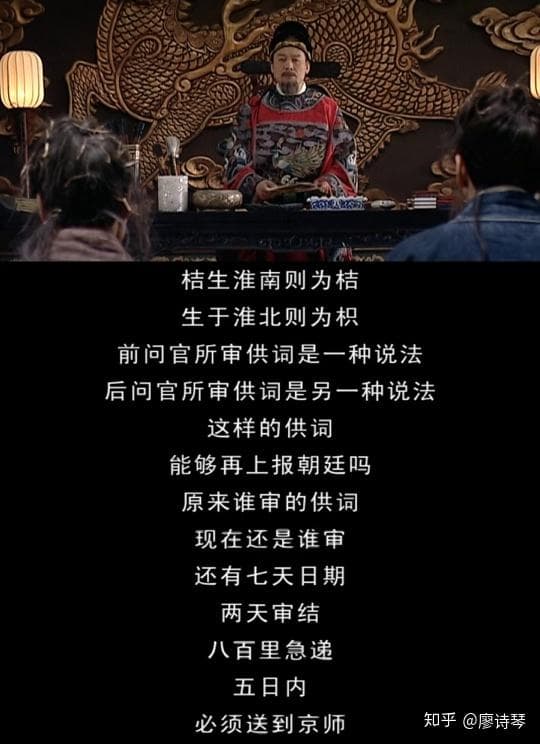 桔生淮南则为桔
生于淮北则为枳
前问官所审供词是一种说法
后问官所审供词是另一种说法
这样的供词
能够再上报朝廷吗
原来谁审的供词
现在还是谁审
还有七天日期
两天审结
八百里急递
五日内
必须送到京师
知乎 @廖诗琴